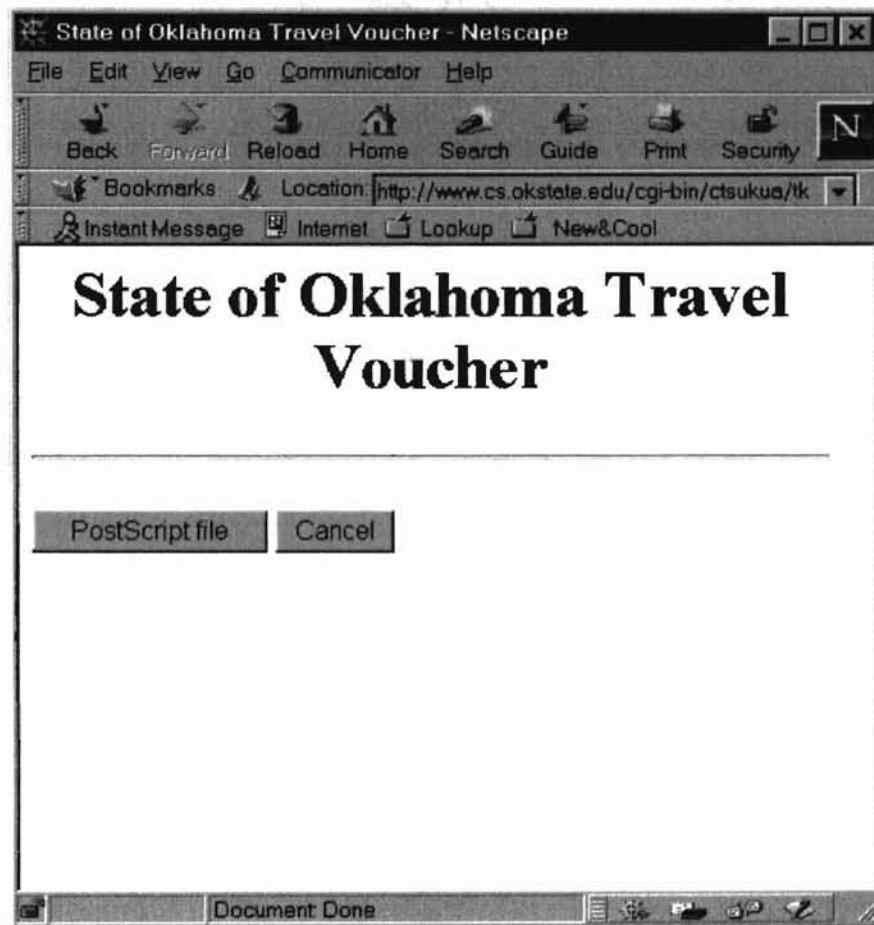 State of Oklahoma Travel Voucher - Netscape
File Edit View Go Communicator Help
Back Forward Reload Home Search Guide Print Security N
Bookmarks Location: http://www.cs.okstate.edu/cgi-bin/ctsukua/tk
Instant Message Internet Lookup New&Cool
State of Oklahoma Travel
Voucher
PostScript file Cancel
Document: Done